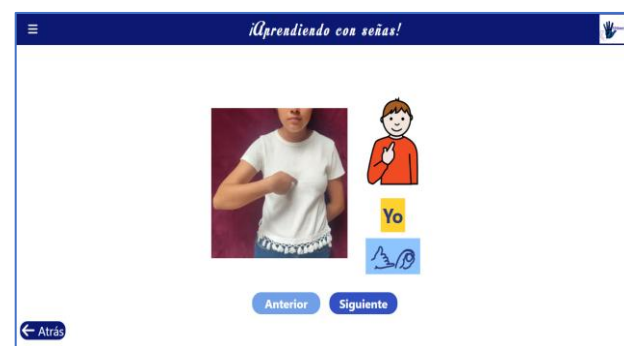 ¡Aprendiendo con señas!
Yo
Anterior
Siguiente
Atrás